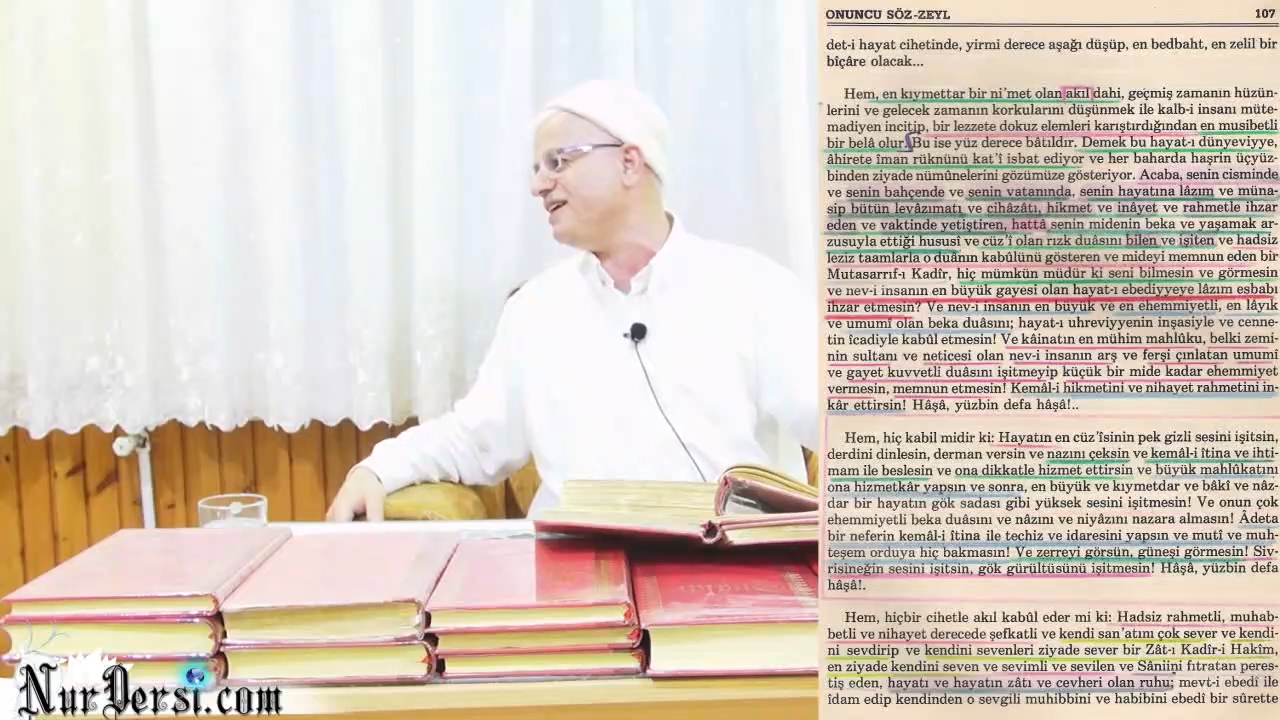 ONUNCU SÖZ-ZEYL 107
det-i hayat cihetinde, yirmi derece aşağı düşüp, en bedbaht, en zelil bir
bîçâre olacak...
Hem, en kıymettar bir ni'met olan akıl dahi, geçmiş zamanın hüzün-
lerini ve gelecek zamanın korkularını düşünmek ile kalb-i insanı müte-
madiyen incitip, bir lezzete dokuz elemleri karıştırdığından en musibetli
bir belâ olur. Bu ise yüz derece bâtıldır. Demek bu hayat-ı dünyeviyye,
âhirete îman rüknünü kat'î isbat ediyor ve her baharda haşrin üçyüz-
binden ziyade nümûnelerini gözümüze gösteriyor. Acaba, senin cisminde
ve senin bahçende ve senin vatanında, senin hayatına lâzım ve müna-
sip bütün levâzımatı ve cihâzâtı, hikmet ve inâyet ve rahmetle ihzar
eden ve vaktinde yetiştiren, hattâ senin midenin beka ve yaşamak ar-
zusuyla ettiği hususî ve cüz'î olan rızk duâsını bilen ve işiten ve hadsiz
leziz taamlarla o duânın kabûlünü gösteren ve mideyi memnun eden bir
Mutasarrıf-ı Kadîr, hiç mümkün müdür ki seni bilmesin ve görmesin
ve nev-i insanın en büyük gayesi olan hayat-ı ebediyyeye lâzım esbabı
ihzar etmesin? Ve nev-i insanın en büyük ve en ehemmiyetli, en lâyık
ve umumî olan beka duâsını; hayat-ı uhreviyyenin inşasiyle ve cenne-
tin îcadiyle kabûl etmesin! Ve kâinatın en mühim mahlûku, belki zemi-
nin sultanı ve neticesi olan nev-i insanın arş ve ferşi çınlatan umumî
ve gayet kuvvetli duâsını işitmeyip küçük bir mide kadar ehemmiyet
vermesin, memnun etmesin! Kemâl-i hikmetini ve nihayet rahmetini in-
kâr ettirsin! Hâşâ, yüzbin defa hâşâ!..
Hem, hiç kabil midir ki: Hayatın en cüz'îsinin pek gizli sesini işitsin,
derdini dinlesin, derman versin ve nazını çeksin ve kemâl-i îtina ve ihti-
mam ile beslesin ve ona dikkatle hizmet ettirsin ve büyük mahlûkatını
ona hizmetkâr yapsın ve sonra, en büyük ve kıymetdar ve bâkî ve nâz-
dar bir hayatın gök sadası gibi yüksek sesini işitmesin! Ve onun çok
ehemmiyetli beka duâsını ve nâzını ve niyâzını nazara almasın! Âdeta
bir neferin kemâl-i îtina ile techiz ve idaresini yapsın ve mutî ve muh-
teşem orduya hiç bakmasın! Ve zerreyi görsün, güneşi görmesin! Siv-
risineğin sesini işitsin, gök gürültüsünü işitmesin! Hâşâ, yüzbin defa
hâşâ!.
Hem, hiçbir cihetle akıl kabûl eder mi ki: Hadsiz rahmetli, muhab-
betli ve nihayet derecede şefkatli ve kendi san'atını çok sever ve kendi-
ni sevdirip ve kendini sevenleri ziyade sever bir Zât-ı Kadîr-i Hakîm,
en ziyade kendini seven ve sevimli ve sevilen ve Sâniini fıtratan peres-
tiş eden, hayatı ve hayatın zâtı ve cevheri olan ruhu; mevt-i ebedî ile
îdam edip kendinden o sevgili muhibbini ve habibini ebedî bir sûrette
NurDersi.com